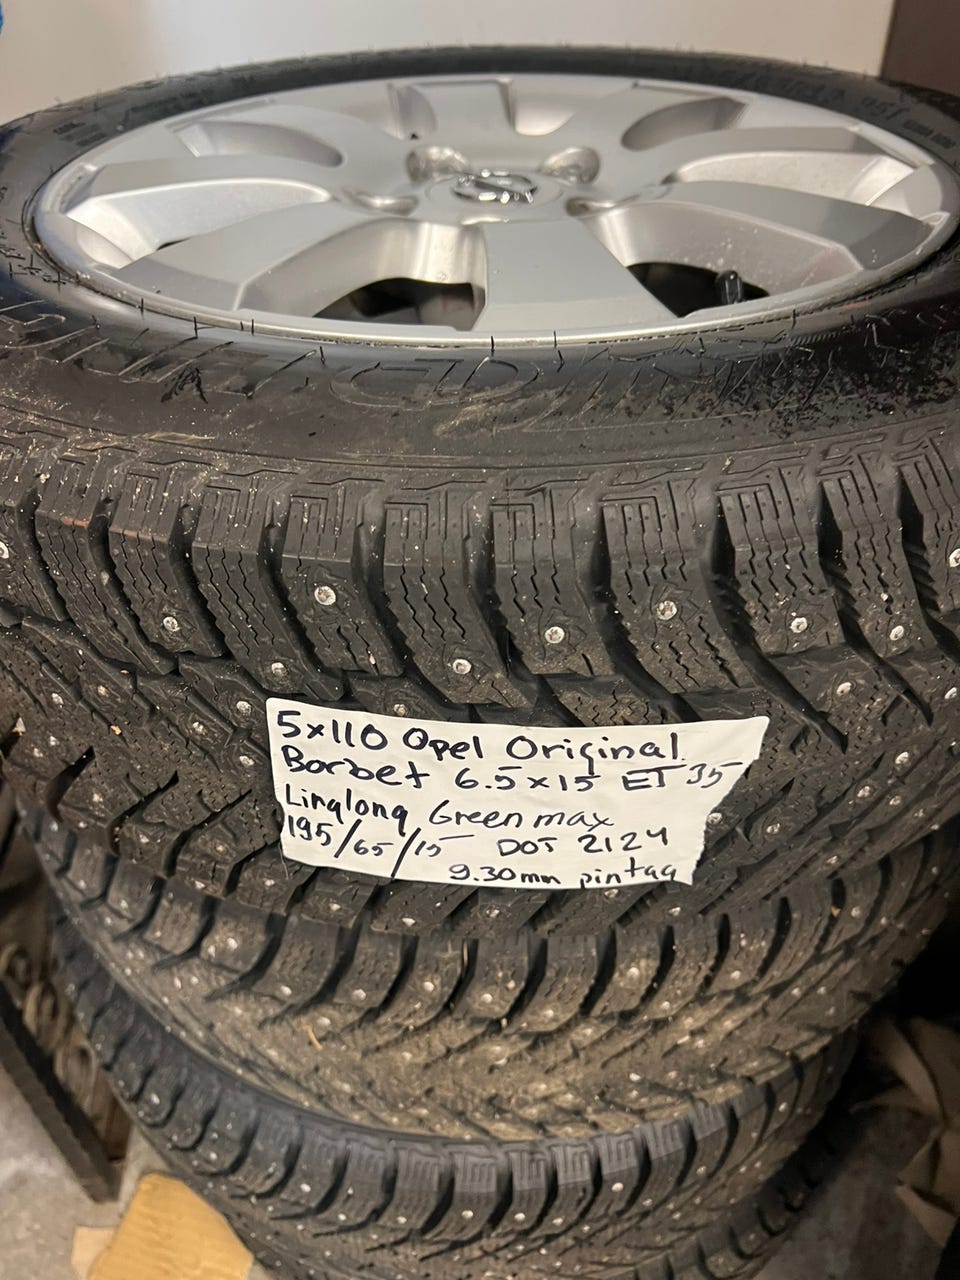 5x110 Opel Original
Borbet 6.5x15 ET 35
Linglong Green max
195/65/15 DOT 2124
9.30mm pintaa